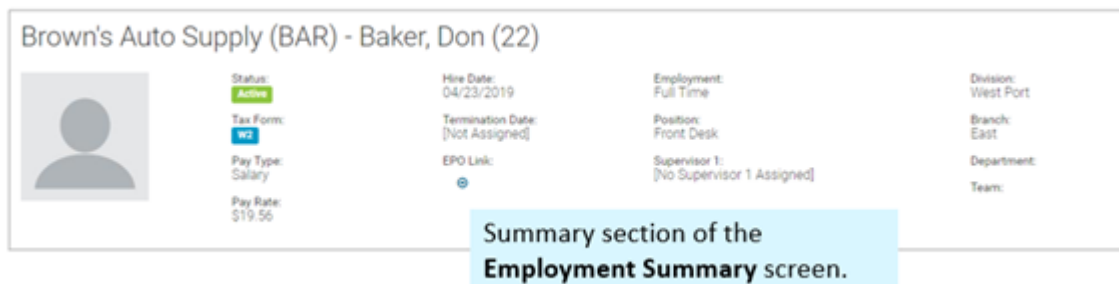 Brown's Auto Supply (BAR) - Baker, Don (22)
Status:
Active
Tax Form:
W2
Pay Type:
Salary
Pay Rate:
$19.56
Hire Date:
04/23/2019
Termination Date:
[Not Assigned]
EPO Link:
Employment:
Full Time
Position:
Front Desk
Supervisor 1:
[No Supervisor 1 Assigned]
Division:
West Port
Branch:
East
Department:
Team:
Summary section of the
Employment Summary screen.